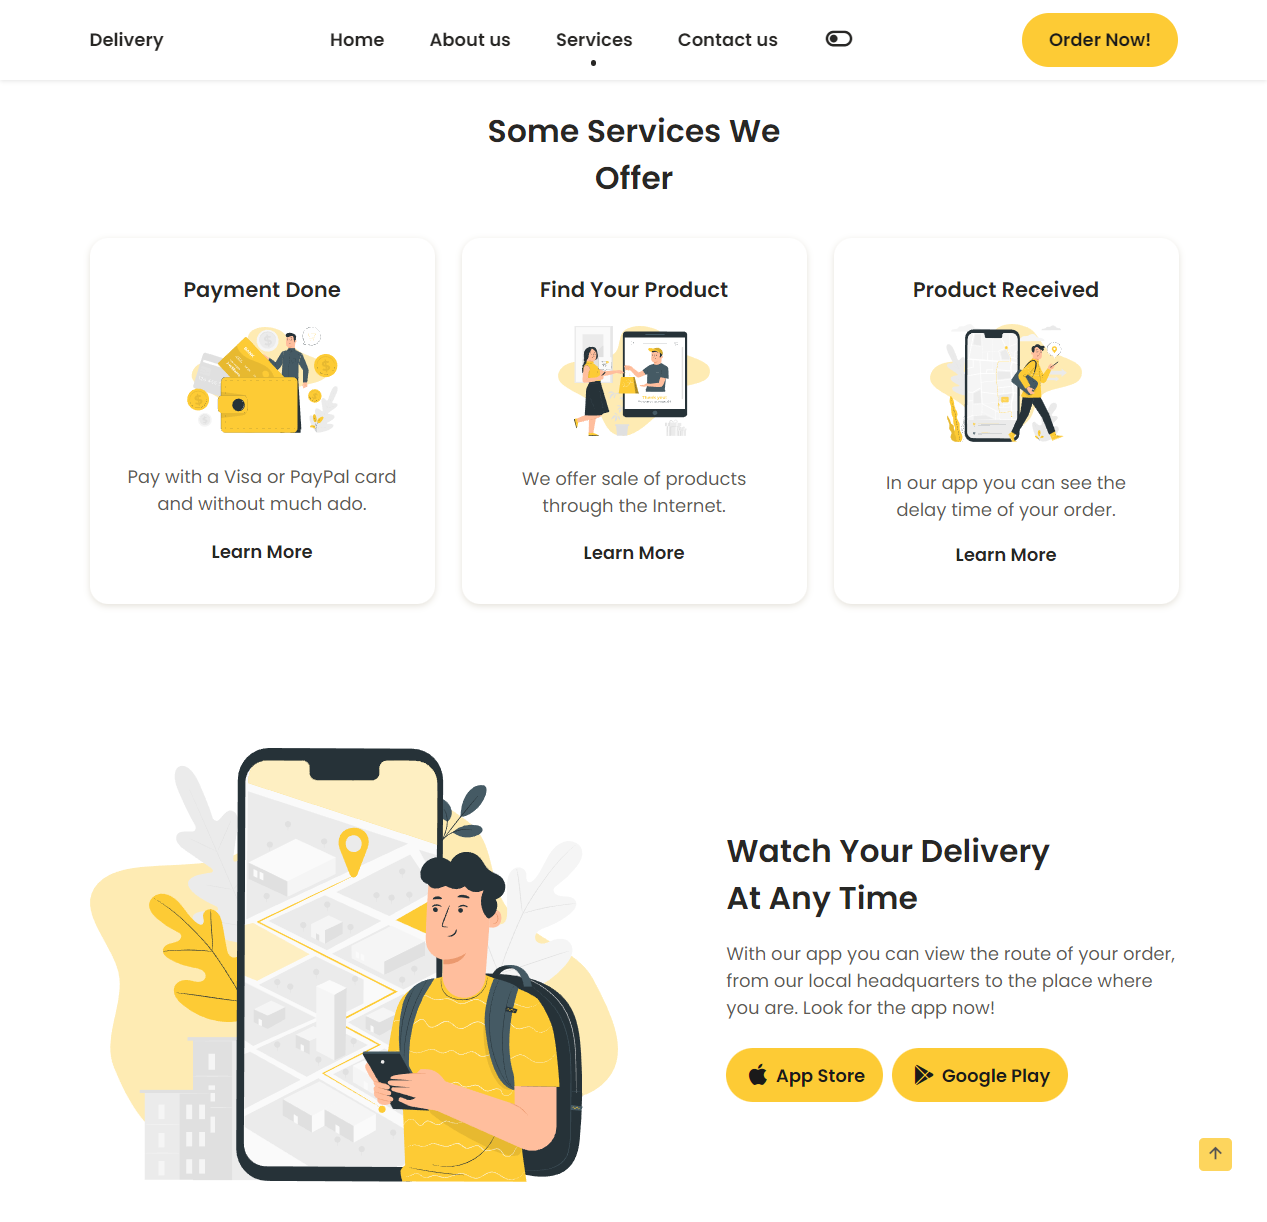 Delivery
Home
About us
Services
Contact us
Order Now!
Some Services We
Offer
Payment Done
Pay with a Visa or PayPal card
and without much ado.
Learn More
Find Your Product
We offer sale of products
through the Internet.
Learn More
Product Received
In our app you can see the
delay time of your order.
Learn More
Watch Your Delivery
At Any Time
With our app you can view the route of your order,
from our local headquarters to the place where
you are. Look for the app now!
App Store
Google Play